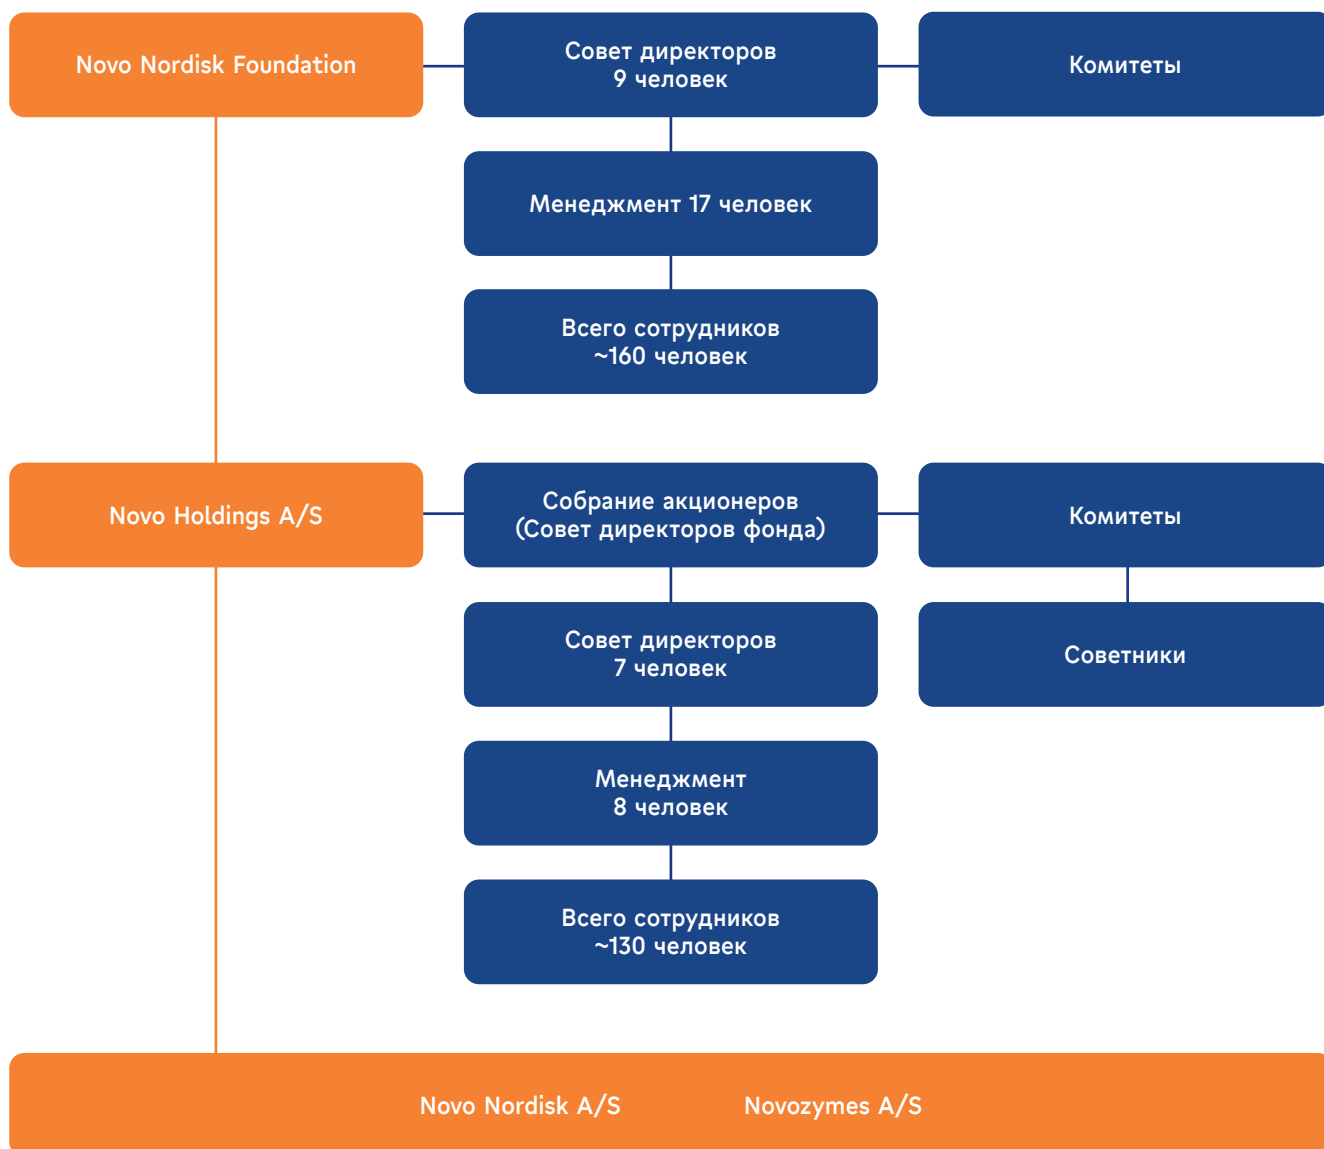 Novo Nordisk Foundation
Совет директоров
9 человек
Комитеты
Менеджмент 17 человек
Всего сотрудников
~160 человек
Novo Holdings A/S
Собрание акционеров
(Совет директоров фонда)
Комитеты
Совет директоров
7 человек
Советники
Менеджмент
8 человек
Всего сотрудников
~130 человек
Novo Nordisk A/S
Novozymes A/S